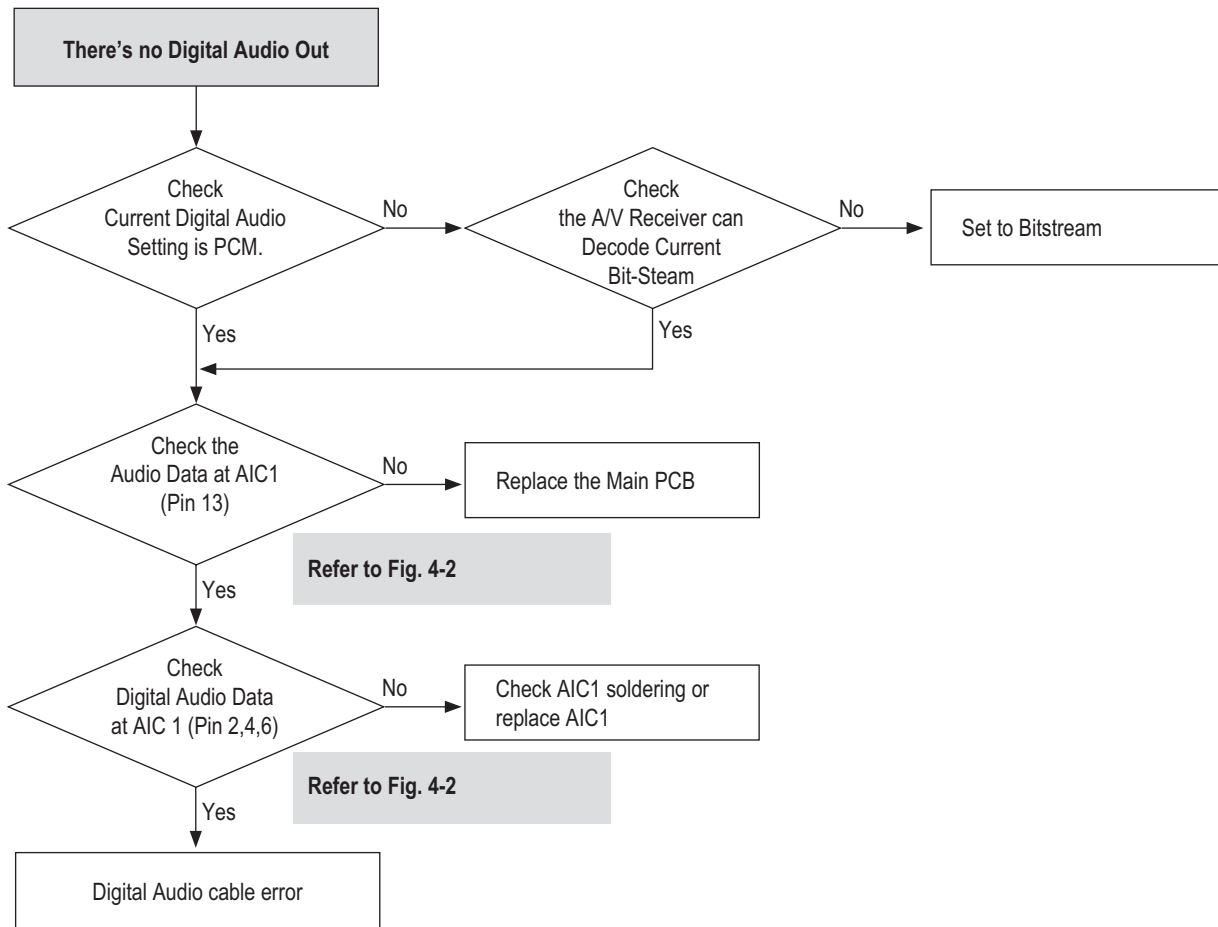 There's no Digital Audio Out
Check
Current Digital Audio
Setting is PCM.
No
Check
the A/V Receiver can
Decode Current
Bit-Steam
No
Set to Bitstream
Yes
Yes
Check the
Audio Data at AIC1
(Pin 13)
No
Replace the Main PCB
Refer to Fig. 4-2
Yes
Check
Digital Audio Data
at AIC 1 (Pin 2,4,6)
No
Check AIC1 soldering or
replace AIC1
Refer to Fig. 4-2
Yes
Digital Audio cable error